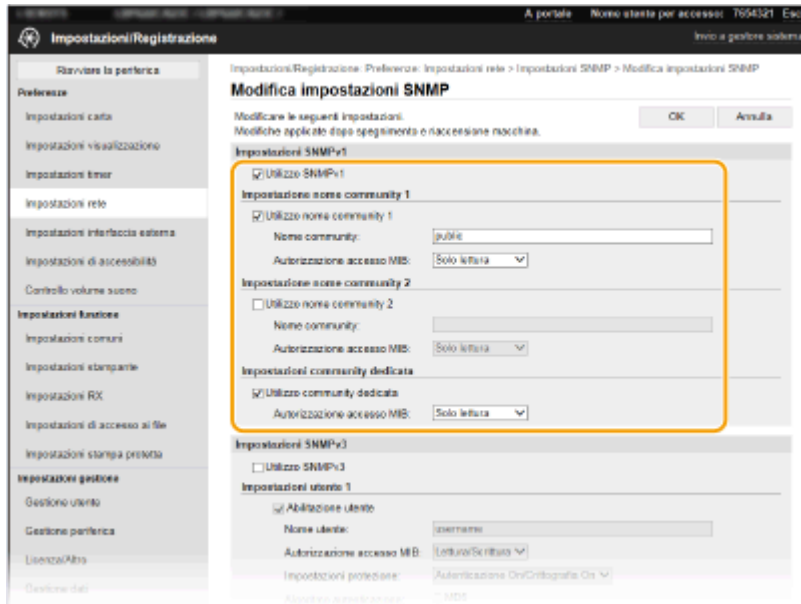 A portale Nome utente per accesso: 7654321
Impostazioni/Registrazione
Invio a gestore sistema
Riavviare la periferica
Preferenze
Impostazioni carta
Impostazioni visualizzazione
Impostazioni timer
Impostazioni rete
Impostazioni interfaccia esterna
Impostazioni di accessibilità
Controllo volume suono
Impostazioni funzione
Impostazioni comuni
Impostazioni stampante
Impostazioni RX
Impostazioni di accesso ai file
Impostazioni stampa protetta
Impostazioni gestione
Gestione utente
Gestione periferica
Licenza/Altro
Gestione dati
Impostazioni/Registrazione: Preferenze: Impostazioni rete > Impostazioni SNMP > Modifica impostazioni SNMP
Modifica impostazioni SNMP
Modificare le seguenti impostazioni.
Modifiche applicate dopo spegnimento e riaccensione macchina.
OK Annulla
Impostazioni SNMPv1
Utilizzo SNMPv1
Impostazione nome community 1
Utilizzo nome community 1
Nome community: public
Autorizzazione accesso MIB: Solo lettura
Impostazione nome community 2
Utilizzo nome community 2
Nome community:
Autorizzazione accesso MIB: Solo lettura
Impostazioni community dedicata
Utilizzo community dedicata
Autorizzazione accesso MIB: Solo lettura
Impostazioni SNMPv3
Utilizzo SNMPv3
Impostazioni utente 1
Abilitazione utente
Nome utente: username
Autorizzazione accesso MIB: Lettura/Scrittura
Impostazioni protezione: Autenticazione On/Crittografia On
MD5